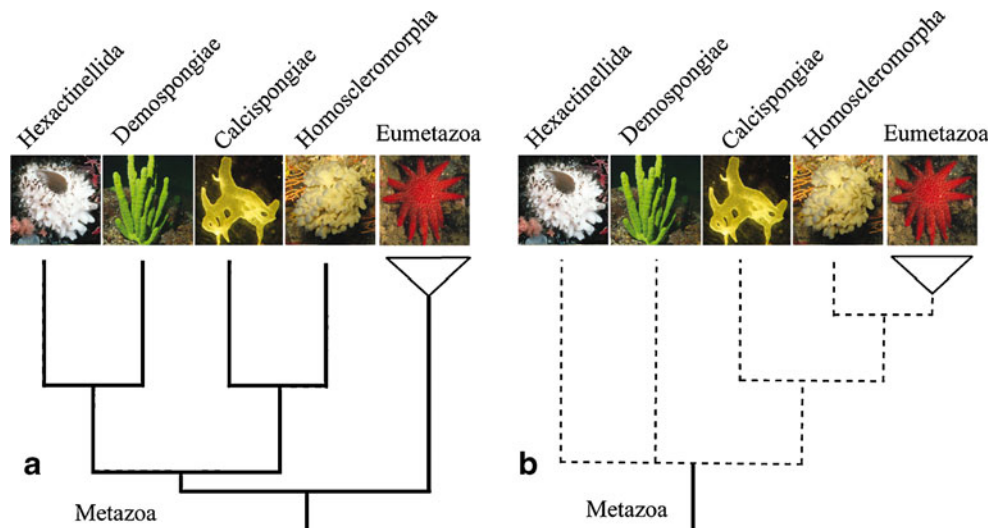 Hexactinellida
Demospongiae
Calcispongiae
Homoscleromorpha
Eumetazoa
a
Metazoa
Hexactinellida
Demospongiae
Calcispongiae
Homoscleromorpha
Eumetazoa
b
Metazoa